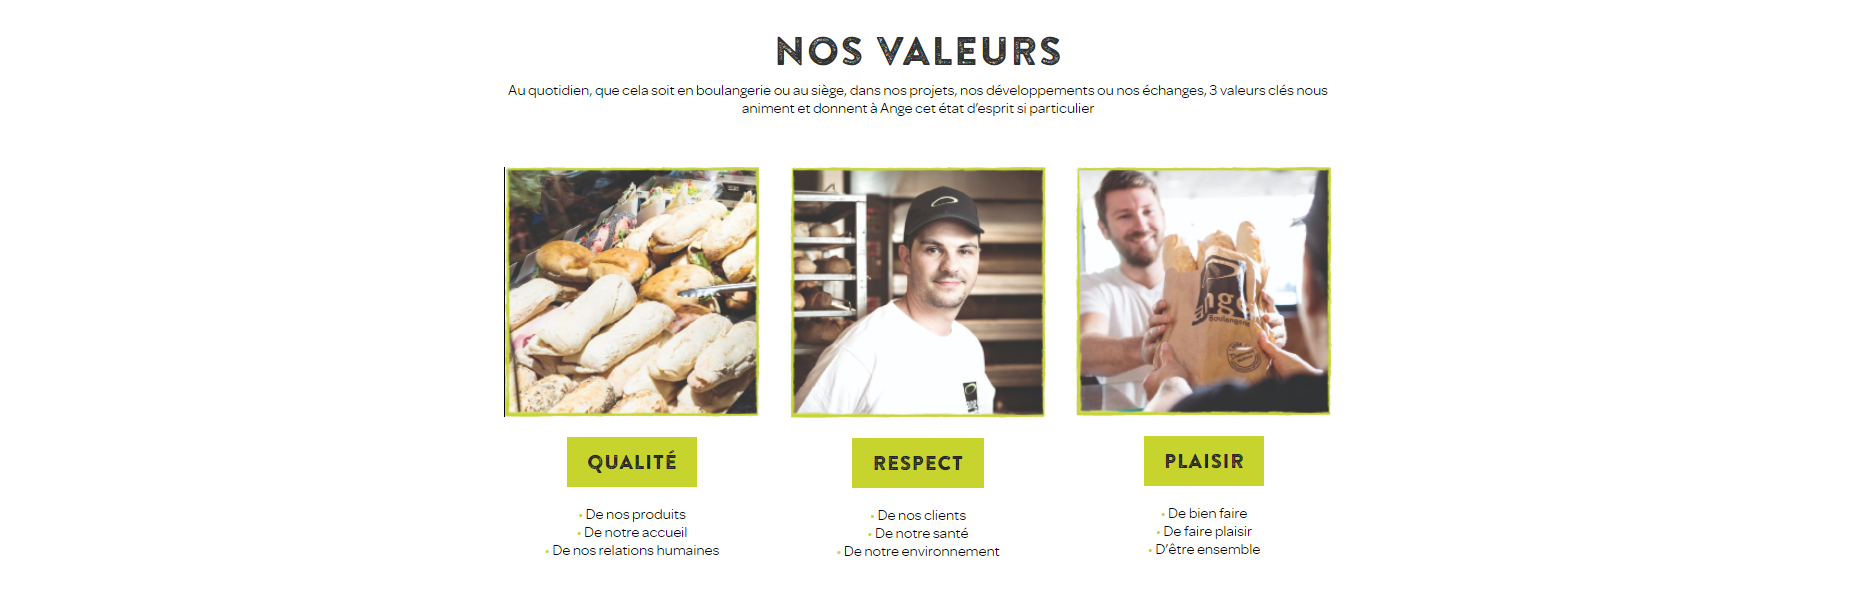 NOS VALEURS
Au quotidien, que cela soit en boulangerie ou au siège, dans nos projets, nos développements ou nos échanges, 3 valeurs clés nous
animent et donnent à Ange cet état d'esprit si particulier
ange
Boulangerie
QUALITÉ
RESPECT
PLAISIR
• De nos produits
• De notre accueil
• De nos relations humaines
• De nos clients
• De notre santé
• De notre environnement
• De bien faire
• De faire plaisir
• D'être ensemble